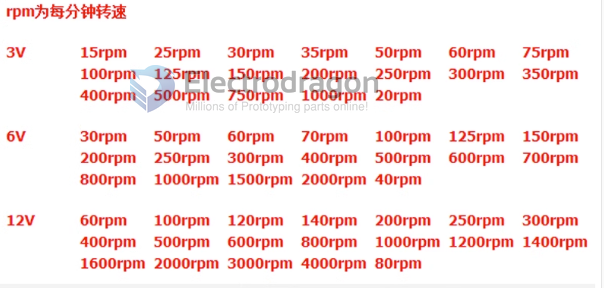 rpm为每分钟转速
3V 15rpm 25rpm 30rpm 35rpm 50rpm 60rpm 75rpm
100rpm 125rpm 150rpm 200rpm 250rpm 300rpm 350rpm
Electrodragon
400rpm 500rpm 750rpm 1000rpm 20rpm
Millions of Prototyping parts online!
6V 30rpm 50rpm 60rpm 70rpm 100rpm 125rpm 150rpm
200rpm 250rpm 300rpm 400rpm 500rpm 600rpm 700rpm
800rpm 1000rpm 1500rpm 2000rpm 40rpm
12V 60rpm 100rpm 120rpm 140rpm 200rpm 250rpm 300rpm
400rpm 500rpm 600rpm 800rpm 1000rpm 1200rpm 1400rpm
1600rpm 2000rpm 3000rpm 4000rpm 80rpm